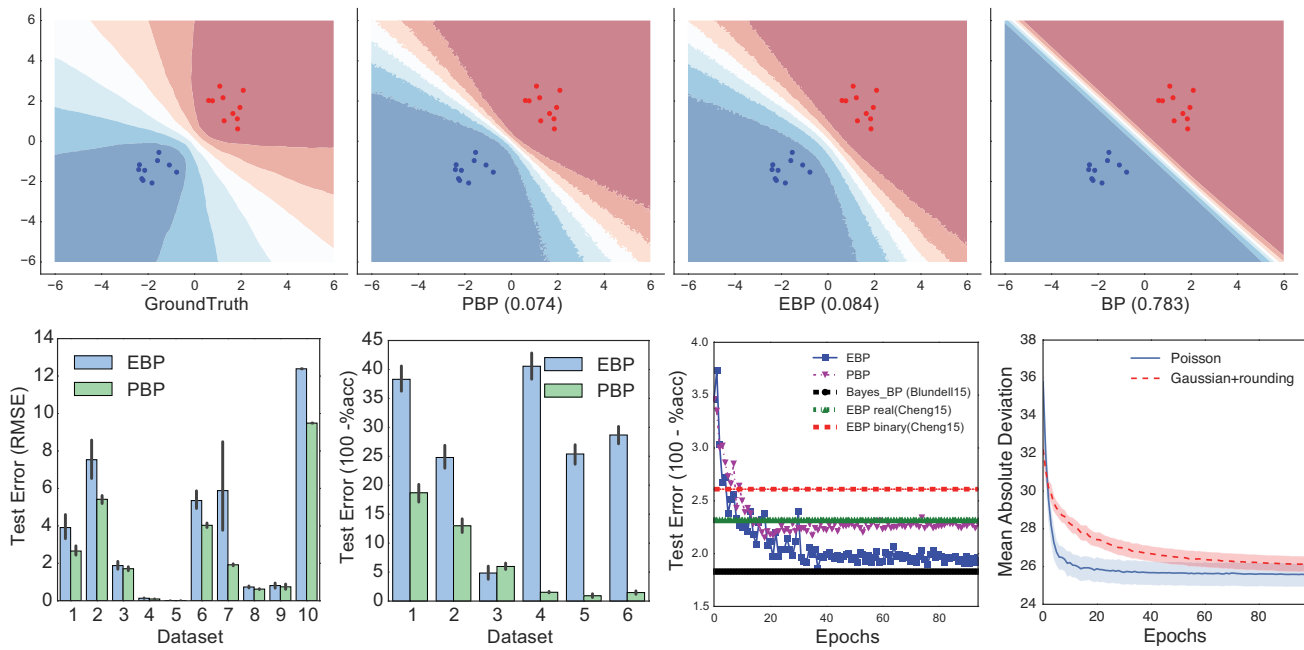 6
4
2
0
−2
−4
−6
−6 −4 −2 0 2 4 6
−6 −4 −2 0 2 4 6
−6 −4 −2 0 2 4 6
−6 −4 −2 0 2 4 6
GroundTruth
PBP (0.074)
EBP (0.084)
BP (0.783)
Test Error (RMSE)
14
12
10
8
6
4
2
0
EBP
PBP
1 2 3 4 5 6 7 8 9 10
Dataset
Test Error (100 -%acc)
45
40
35
30
25
20
15
10
5
0
EBP
PBP
1 2 3 4 5 6
Dataset
Test Error (100 - %acc)
4.0
3.5
3.0
2.5
2.0
1.5
EBP
PBP
Bayes_BP (Blundell15)
EBP real(Cheng15)
EBP binary(Cheng15)
0 20 40 60 80
Epochs
Mean Absolute Deviation
38
36
34
32
30
28
26
24
Poisson
Gaussian+rounding
0 20 40 60 80
Epochs